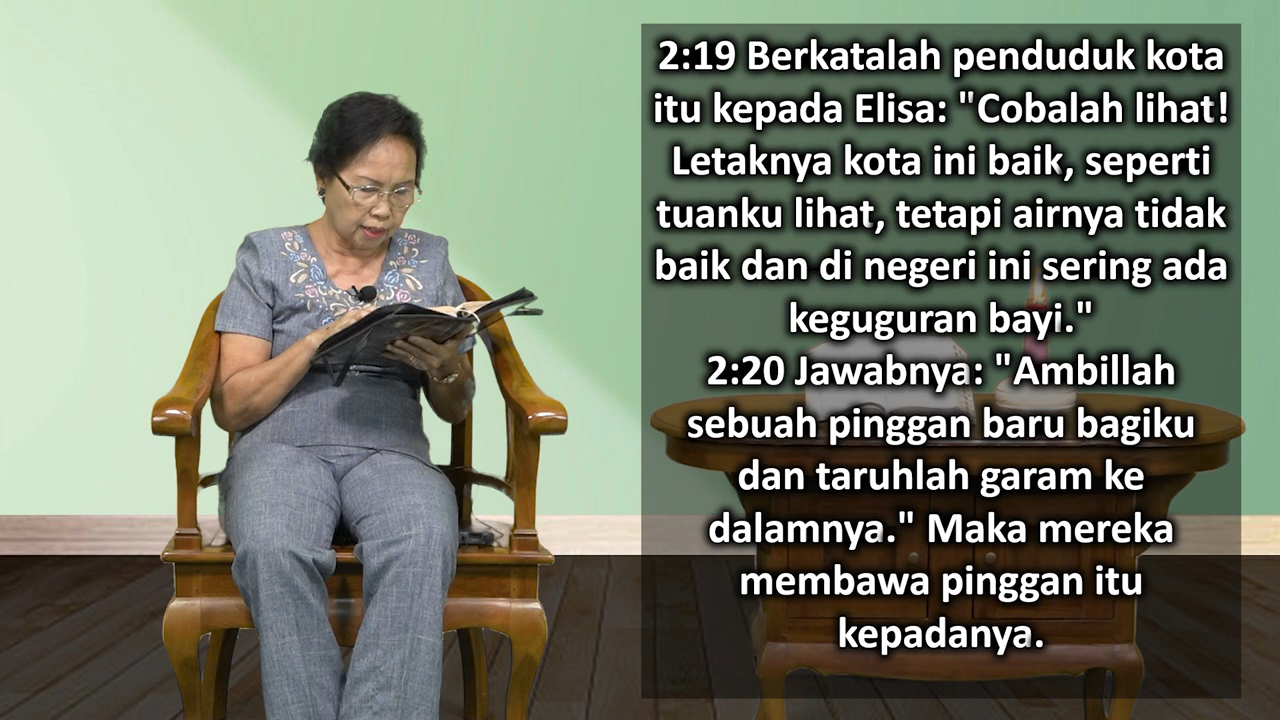 2:19 Berkatalah penduduk kota
itu kepada Elisa: "Cobalah lihat!
Letaknya kota ini baik, seperti
tuanku lihat, tetapi airnya tidak
baik dan di negeri ini sering ada
keguguran bayi."
2:20 Jawabnya: "Ambillah
sebuah pinggan baru bagiku
dan taruhlah garam ke
dalamnya." Maka mereka
membawa pinggan itu
kepadanya.